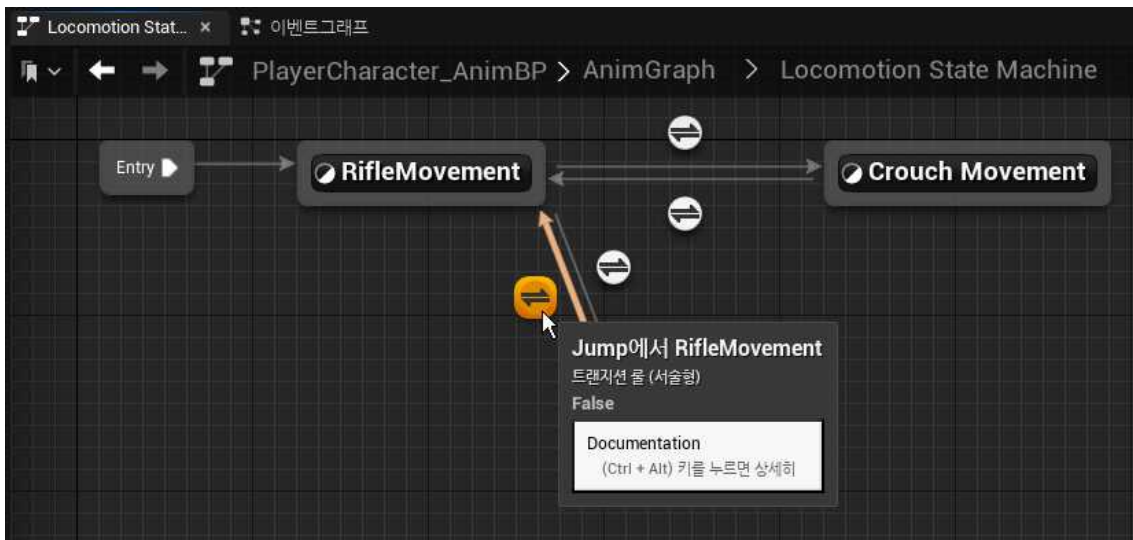 Locomotion Stat... ×
이벤트그래프
PlayerCharacter_AnimBP > AnimGraph > Locomotion State Machine
Entry
RifleMovement
Crouch Movement
Jump에서 RifleMovement
트랜지션 룰 (서술형)
False
Documentation
(Ctrl + Alt) 키를 누르면 상세히